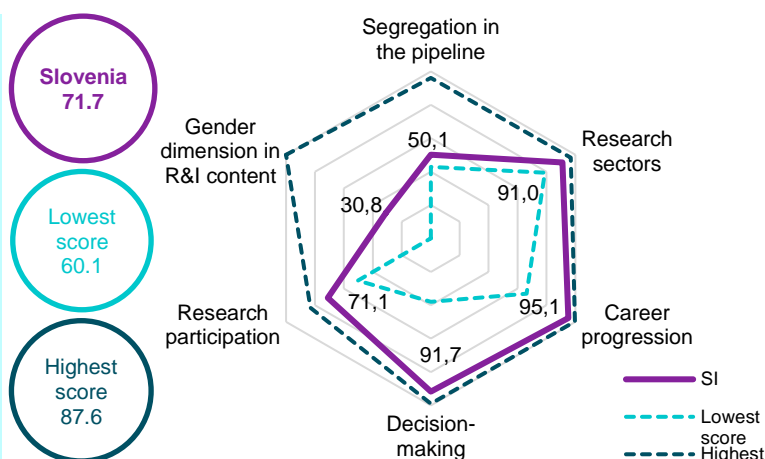 Slovenia
71.7
Lowest
score
60.1
Highest
score
87.6
Segregation in
the pipeline
Research
sectors
Career
progression
Decision-
making
Research
participation
Gender
dimension in
R&I content
50,1
91,0
95,1
91,7
71,1
30,8
SI
Lowest
score
Highest